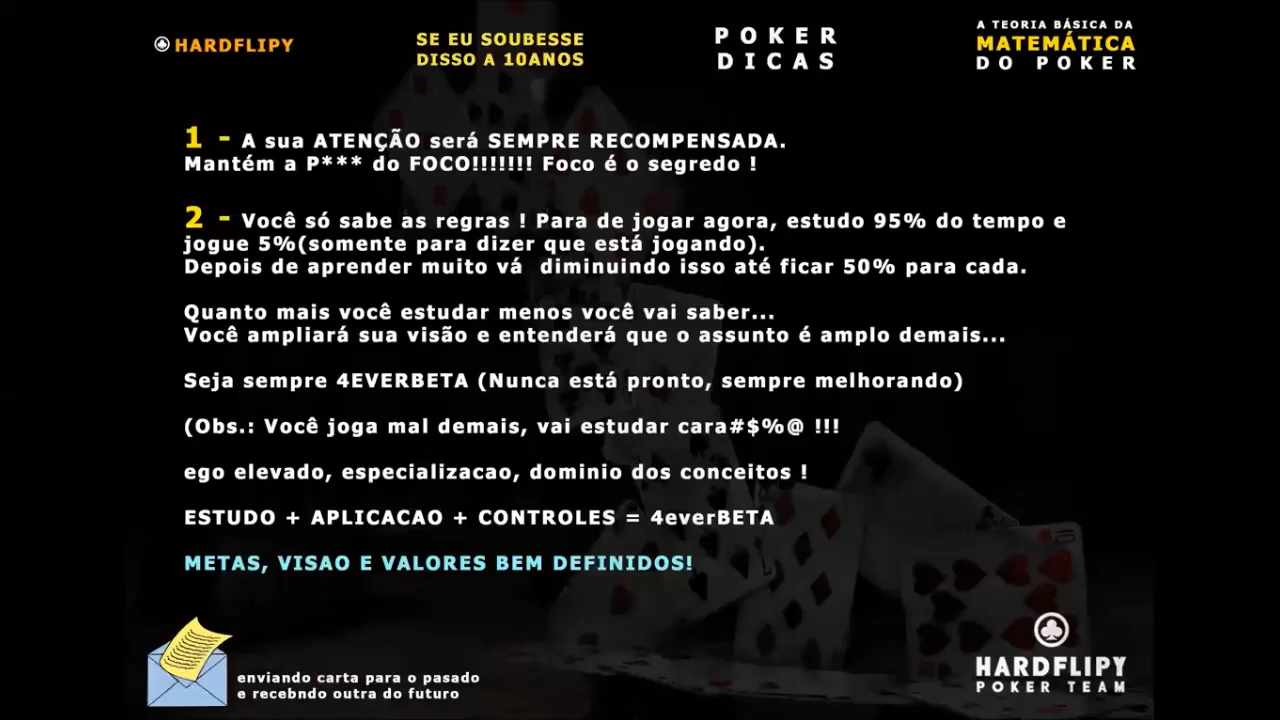 HARDFLIPY
SE EU SOUBESSE
DISSO A 10ANOS
POKER
DICAS
A TEORIA BÁSICA DA
MATEMÁTICA
DO POKER
1 - A sua ATENÇÃO será SEMPRE RECOMPENSADA.
Mantém a P*** do FOCO!!!!!!! Foco é o segredo !
2 - Você só sabe as regras ! Para de jogar agora, estudo 95% do tempo e
jogue 5%(somente para dizer que está jogando).
Depois de aprender muito vá  diminuindo isso até ficar 50% para cada.
Quanto mais você estudar menos você vai saber...
Você ampliará sua visão e entenderá que o assunto é amplo demais...
Seja sempre 4EVERBETA (Nunca está pronto, sempre melhorando)
(Obs.: Você joga mal demais, vai estudar cara#$%@ !!!
ego elevado, especializacao, dominio dos conceitos !
ESTUDO + APLICACAO + CONTROLES = 4everBETA
METAS, VISAO E VALORES BEM DEFINIDOS!
enviando carta para o pasado
e recebndo outra do futuro
HARDFLIPY
POKER TEAM